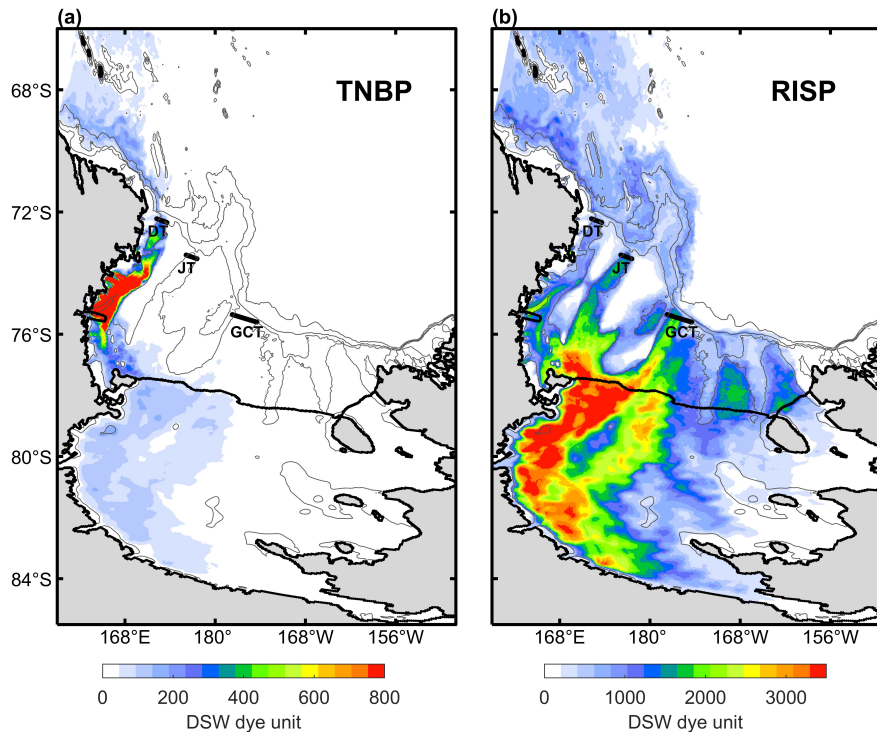 (a)
(b)
TNBP
RISP
68°S
72°S
76°S
80°S
84°S
DT
JT
GCT
DT
JT
GCT
168°E 180° 168°W 156°W
168°E 180° 168°W 156°W
0 200 400 600 800
DSW dye unit
0 1000 2000 3000
DSW dye unit